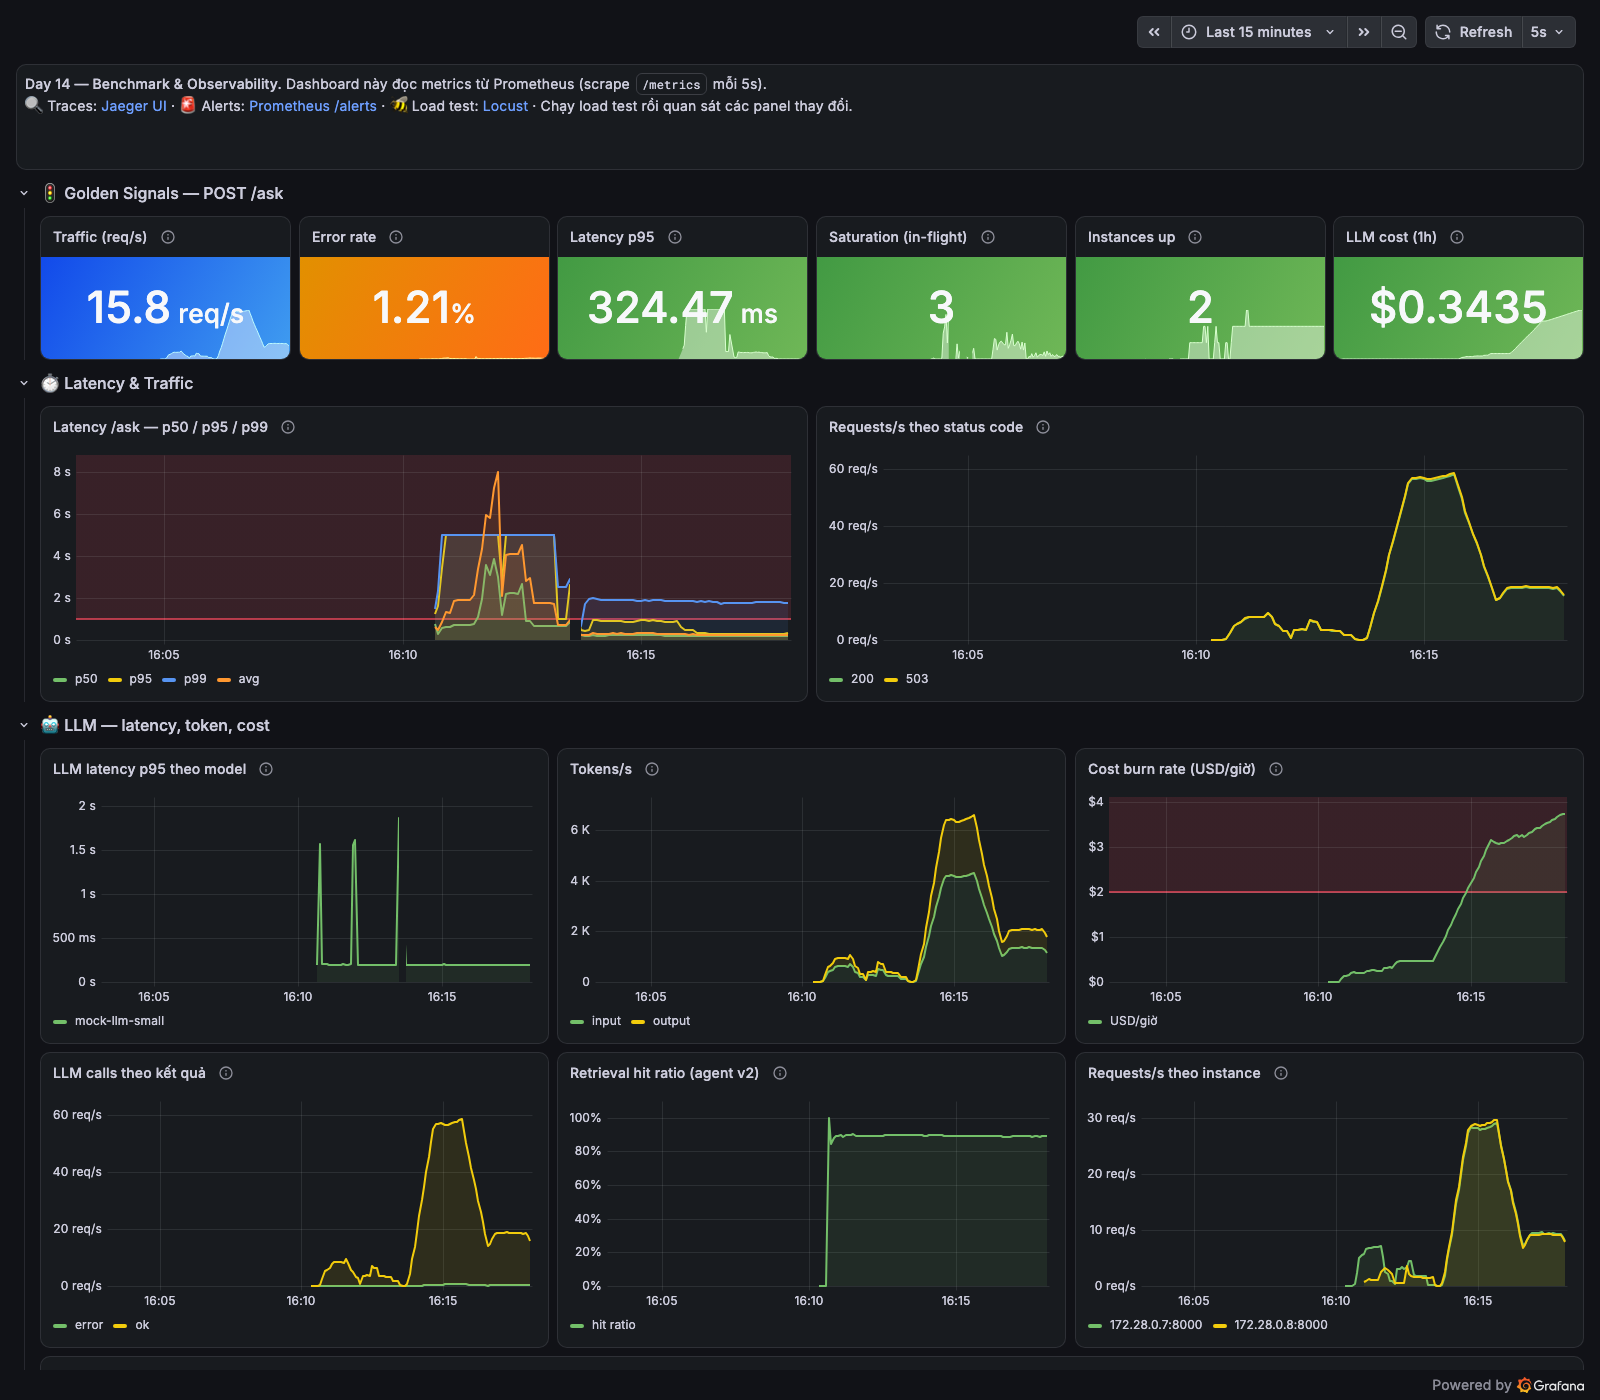 Last 15 minutes
Refresh 5s
Day 14 — Benchmark & Observability. Dashboard này đọc metrics từ Prometheus (scrape /metrics mỗi 5s).
Traces: Jaeger UI · Alerts: Prometheus /alerts · Load test: Locust · Chạy load test rồi quan sát các panel thay đổi.
Golden Signals — POST /ask
Traffic (req/s)
15.8 req/s
Error rate
1.21%
Latency p95
324.47 ms
Saturation (in-flight)
3
Instances up
2
LLM cost (1h)
$0.3435
Latency & Traffic
Latency /ask — p50 / p95 / p99
8 s
6 s
4 s
2 s
0 s
16:05 16:10 16:15
p50 p95 p99 avg
Requests/s theo status code
60 req/s
40 req/s
20 req/s
0 req/s
16:05 16:10 16:15
200 503
LLM — latency, token, cost
LLM latency p95 theo model
2 s
1.5 s
1 s
500 ms
0 s
16:05 16:10 16:15
mock-llm-small
Tokens/s
6 K
4 K
2 K
0
16:05 16:10 16:15
input output
Cost burn rate (USD/giờ)
$4
$3
$2
$1
$0
16:05 16:10 16:15
USD/giờ
LLM calls theo kết quả
60 req/s
40 req/s
20 req/s
0 req/s
16:05 16:10 16:15
error ok
Retrieval hit ratio (agent v2)
100%
80%
60%
40%
20%
0%
16:05 16:10 16:15
hit ratio
Requests/s theo instance
30 req/s
20 req/s
10 req/s
0 req/s
16:05 16:10 16:15
172.28.0.7:8000 172.28.0.8:8000
Powered by Grafana